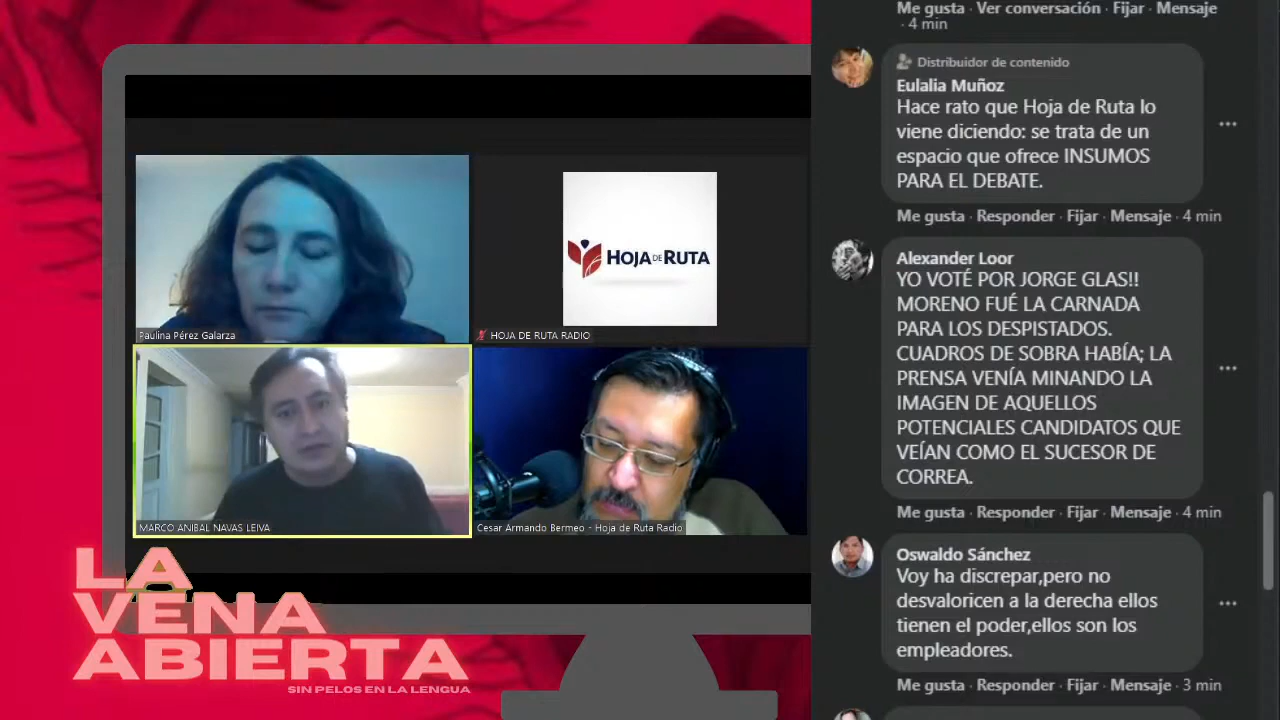 Paulina Pérez Galarza
HOJA DE RUTA
HOJA DE RUTA RADIO
MARCO ANIBAL NAVAS LEIVA
Cesar Armando Bermeo - Hoja de Ruta Radio
LA
VENA
ABIERTA
SIN PELOS EN LA LENGUA
Me gusta · Ver conversación · Fijar · Mensaje
· 4 min
Distribuidor de contenido
Eulalia Muñoz
Hace rato que Hoja de Ruta lo
viene diciendo: se trata de un
espacio que ofrece INSUMOS
PARA EL DEBATE.
Me gusta · Responder · Fijar · Mensaje · 4 min
Alexander Loor
YO VOTÉ POR JORGE GLAS!!
MORENO FUÉ LA CARNADA
PARA LOS DESPISTADOS.
CUADROS DE SOBRA HABÍA; LA
PRENSA VENÍA MINANDO LA
IMAGEN DE AQUELLOS
POTENCIALES CANDIDATOS QUE
VEÍAN COMO EL SUCESOR DE
CORREA.
Me gusta · Responder · Fijar · Mensaje · 4 min
Oswaldo Sánchez
Voy ha discrepar,pero no
desvaloricen a la derecha ellos
tienen el poder,ellos son los
empleadores.
Me gusta · Responder · Fijar · Mensaje · 3 min